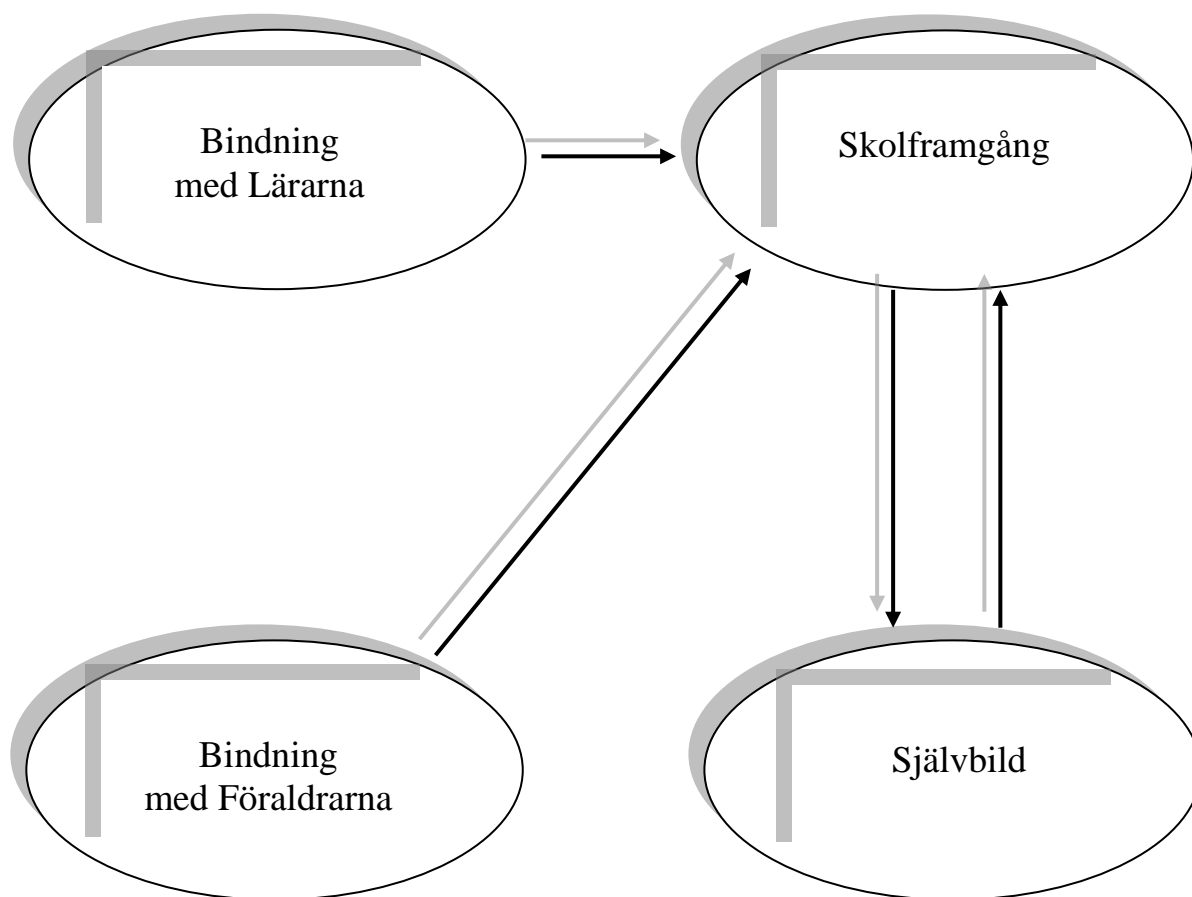 Bindning
med Lärarna
Skolframgång
Bindning
med Föraldrarna
Självbild